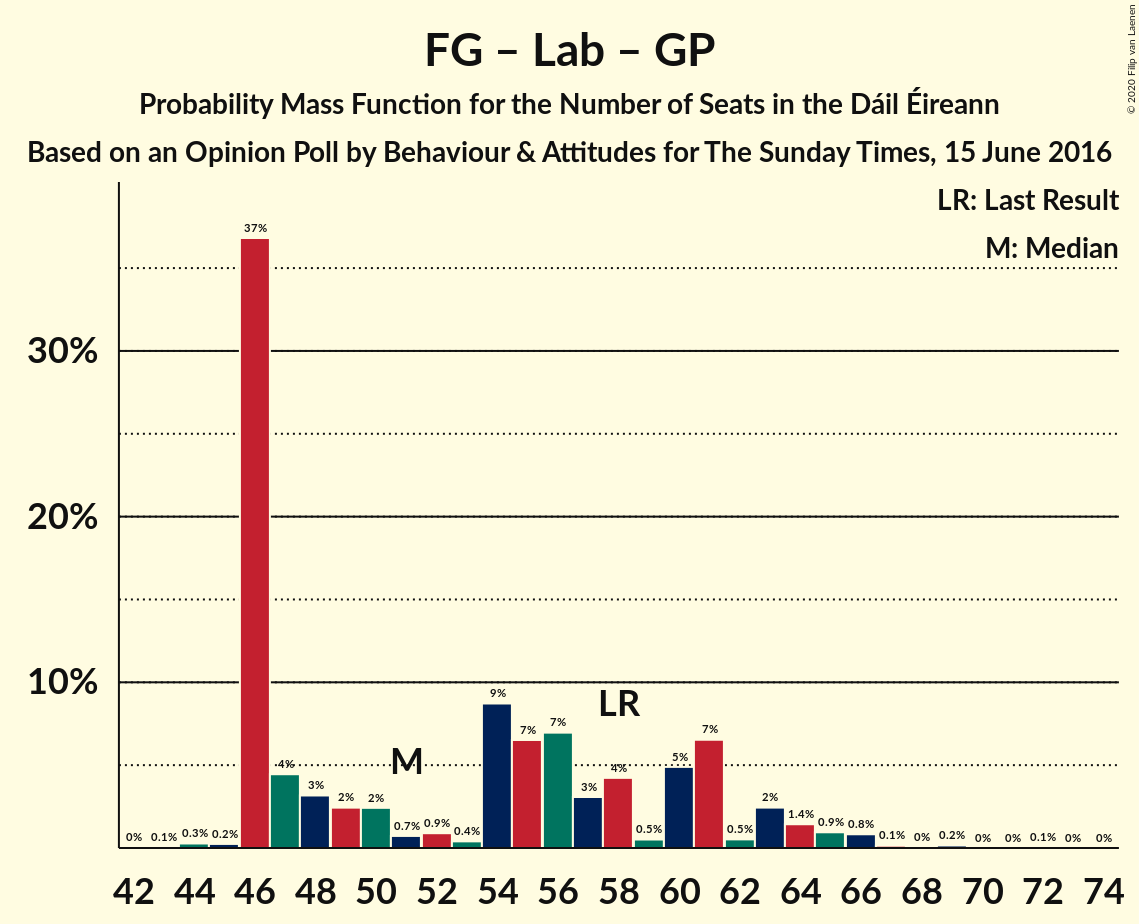 FG – Lab – GP
Probability Mass Function for the Number of Seats in the Dáil Éireann
Based on an Opinion Poll by Behaviour & Attitudes for The Sunday Times, 15 June 2016
© 2020 Filip van Laenen
LR: Last Result
M: Median
30%
20%
10%
0% 0.1% 0.3% 0.2% 37% 4% 3% 2% 2% 0.7% 0.9% 0.4% 9% 7% 7% 3% 4% 0.5% 5% 7% 0.5% 2% 1.4% 0.9% 0.8% 0.1% 0% 0.2% 0% 0% 0.1% 0% 0%
M
LR
42 44 46 48 50 52 54 56 58 60 62 64 66 68 70 72 74